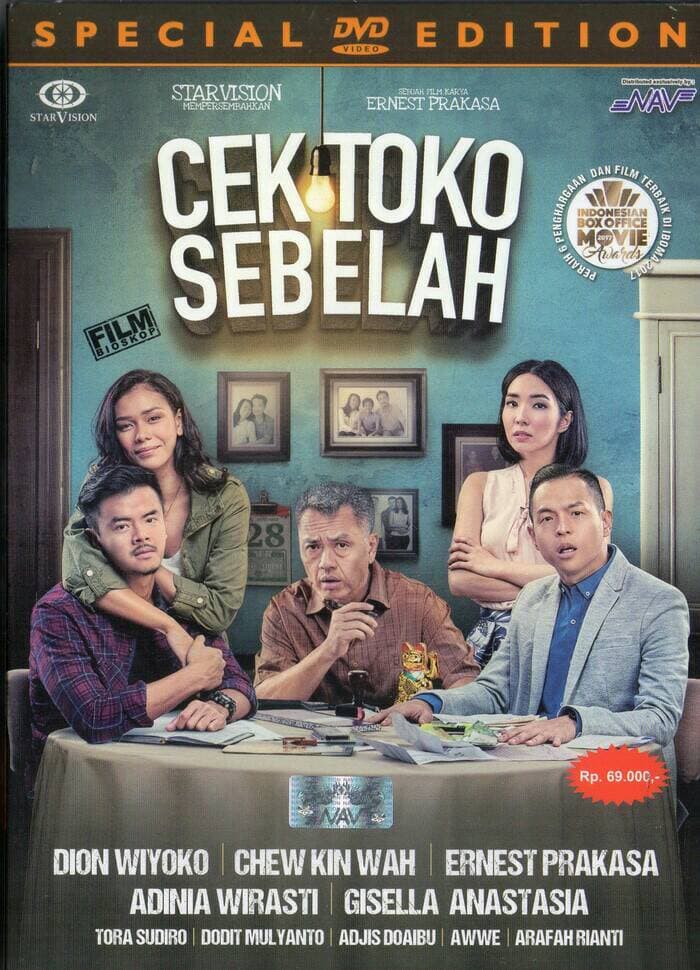 SPECIAL DVD VIDEO EDITION
Distributed exclusively by:
NAV
STARVISION
STARVISION
MEMPERSEMBAHKAN
SEBUAH FILM KARYA
ERNEST PRAKASA
CEK TOKO
SEBELAH
PERAIH 6 PENGHARGAAN DAN FILM TERBAIK DI IBOMA 2017
INDONESIAN
BOX OFFICE
MOVIE
2017
Awards
FILM
BIOSKOP
28
Rp. 69.000,-
NAV
DION WIYOKO | CHEW KIN WAH | ERNEST PRAKASA
ADINIA WIRASTI | GISELLA ANASTASIA
TORA SUDIRO | DODIT MULYANTO | ADJIS DOAIBU | AWWE | ARAFAH RIANTI